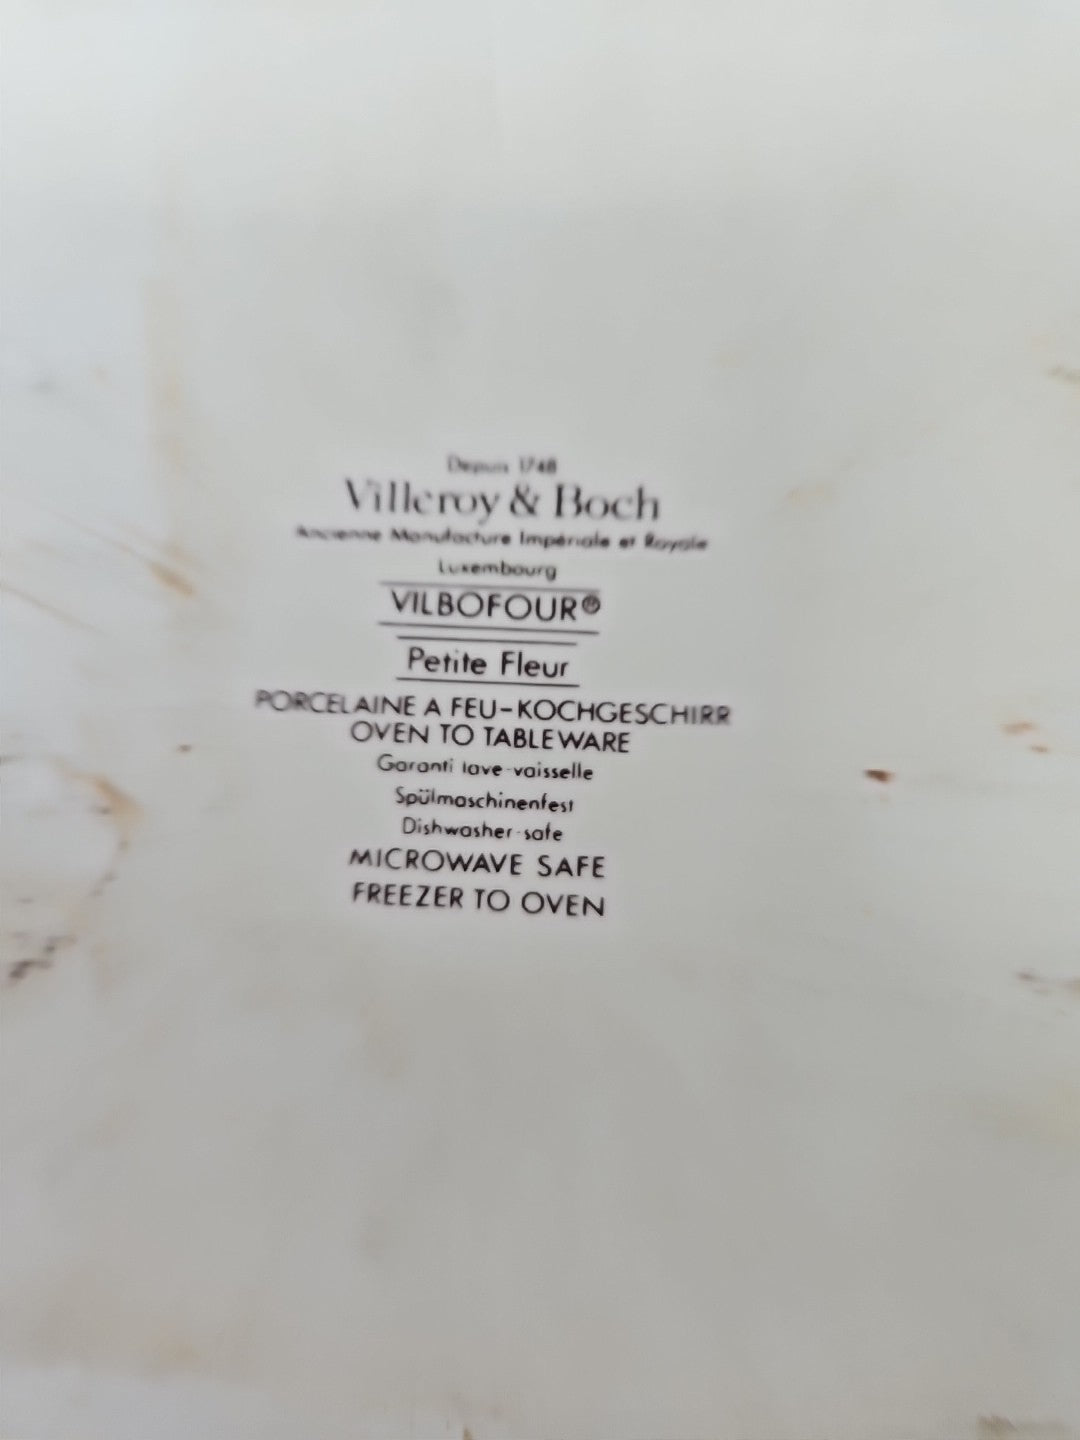 Depuis 1748
Villeroy & Boch
Ancienne Manufacture Impériale et Royale
Luxembourg
VILBOFOUR®
Petite Fleur
PORCELAINE A FEU-KOCHGESCHIRR
OVEN TO TABLEWARE
Garanti lave-vaisselle
Spülmaschinenfest
Dishwasher-safe
MICROWAVE SAFE
FREEZER TO OVEN